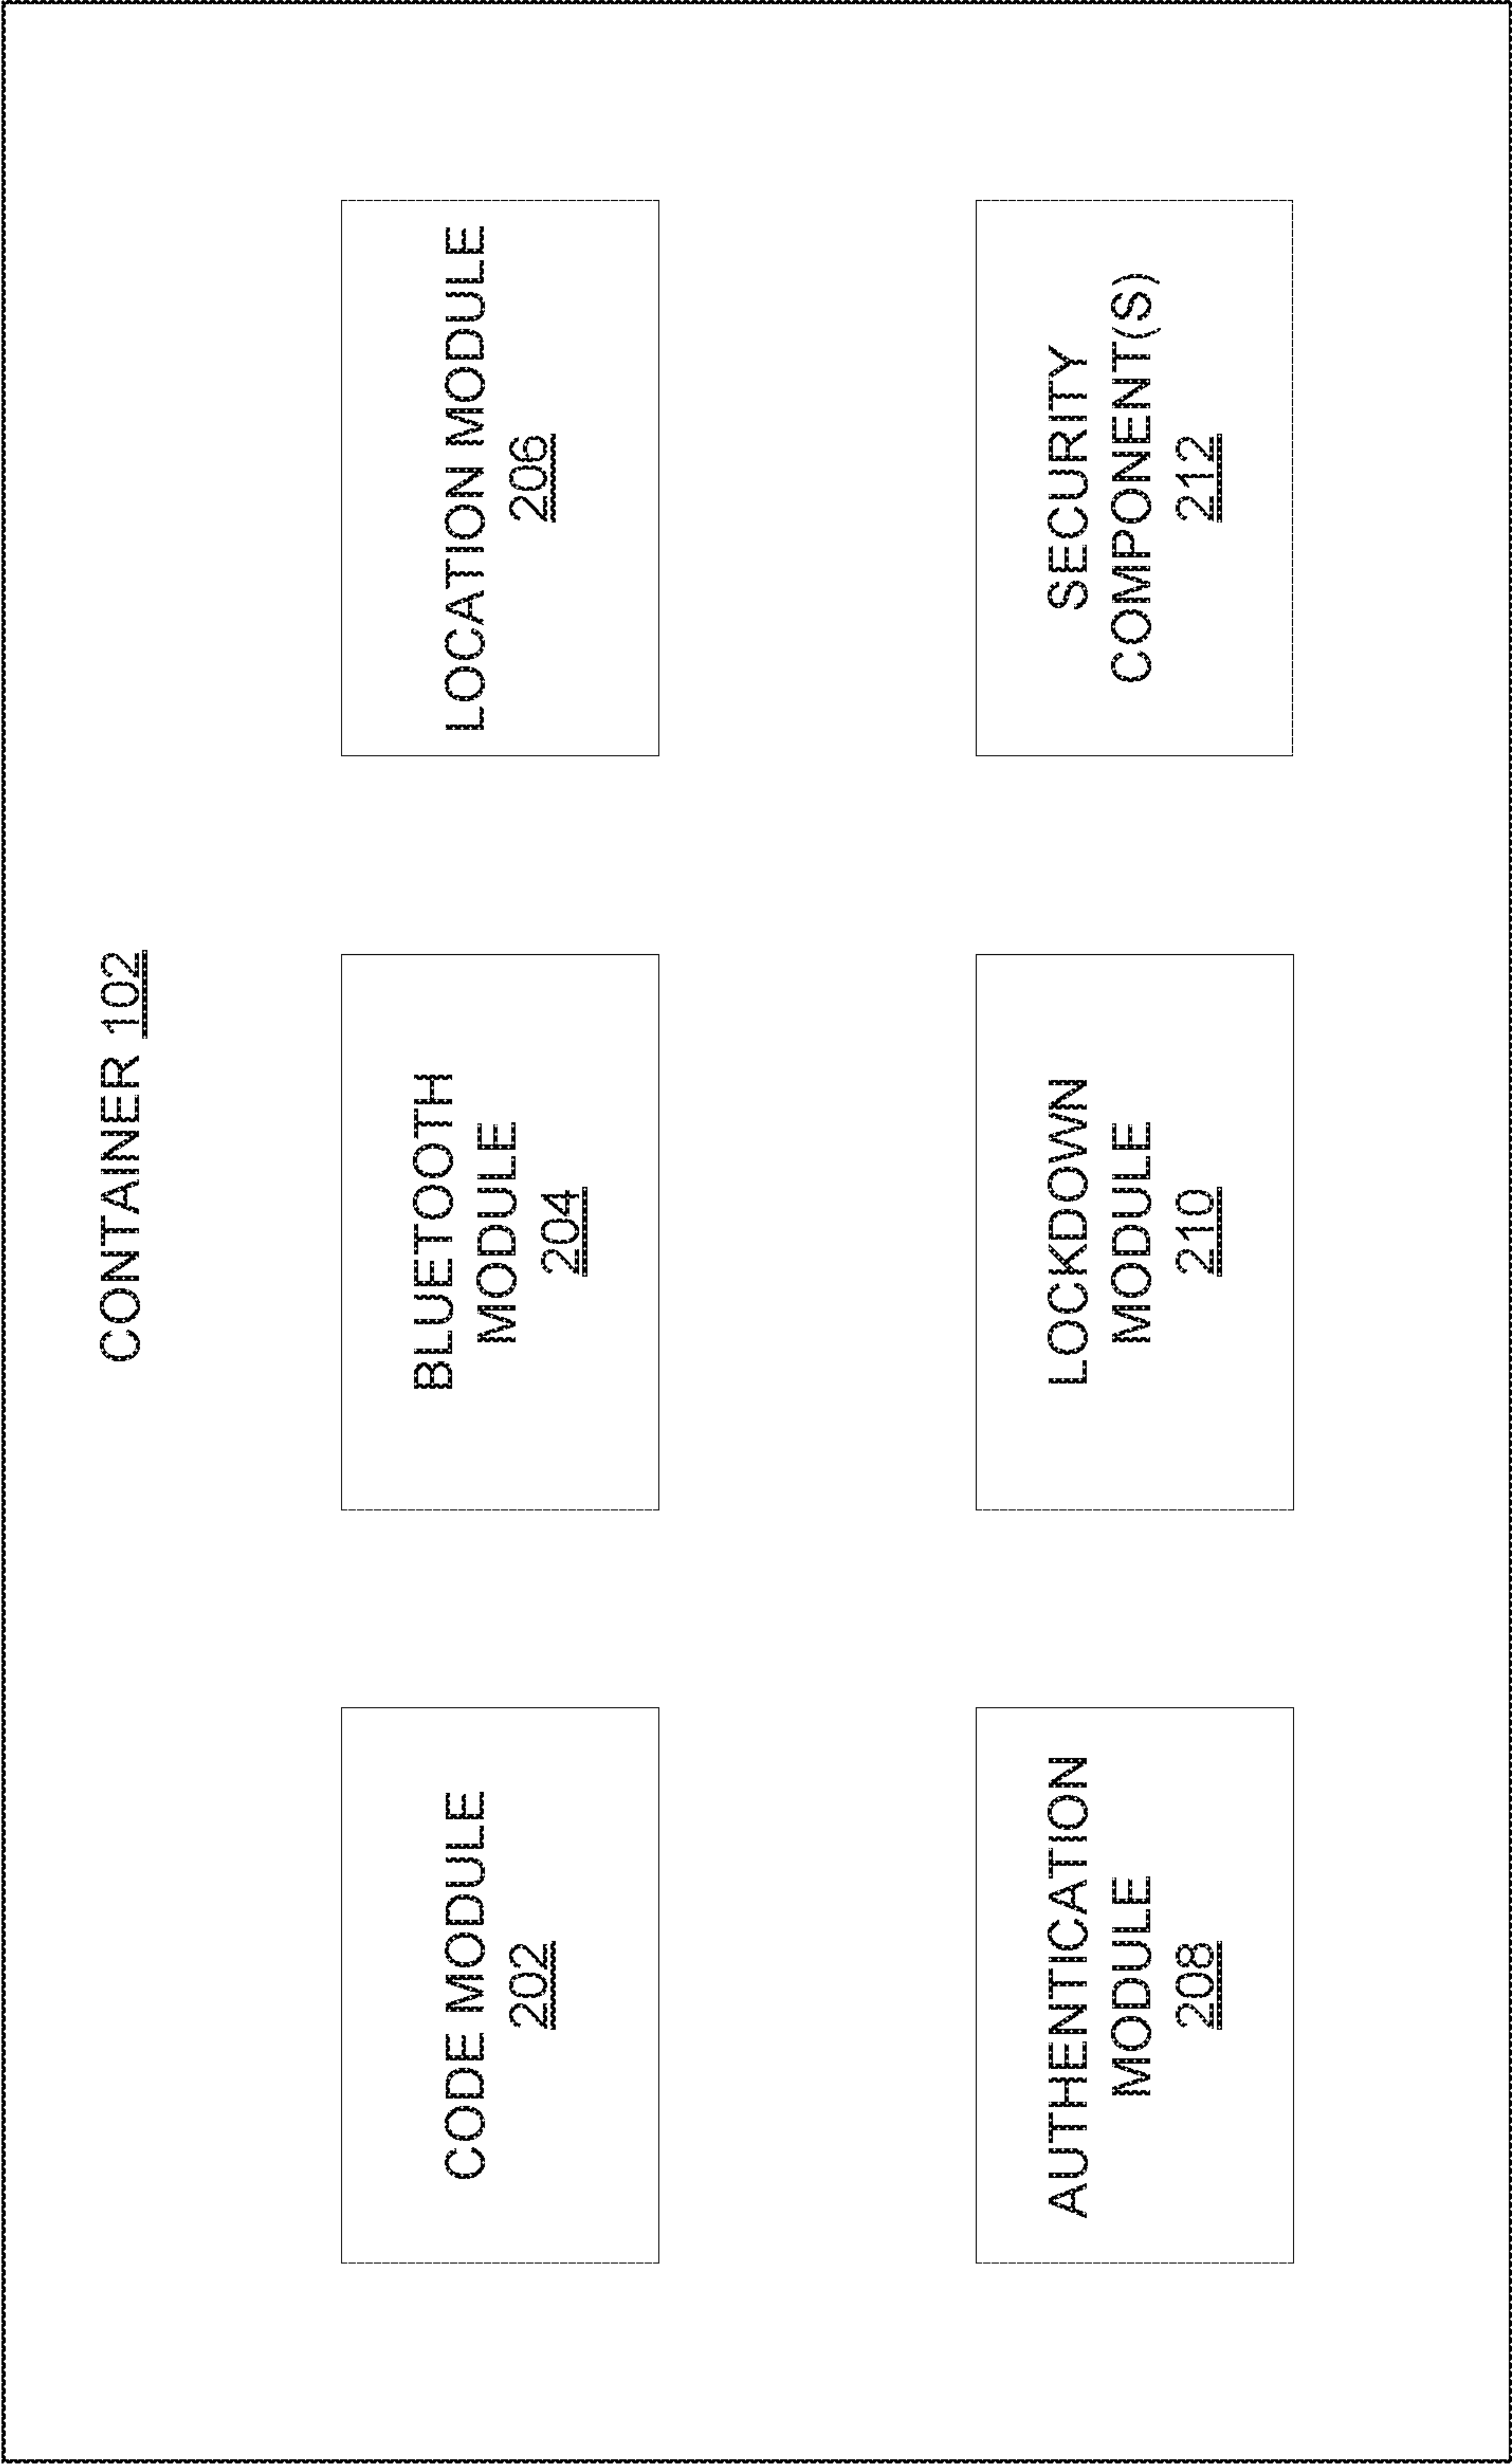 CONTAINER 102
CODE MODULE
202
BLUETOOTH
MODULE
204
LOCATION MODULE
206
AUTHENTICATION
MODULE
208
LOCKDOWN
MODULE
210
SECURITY
COMPONENT(S)
212